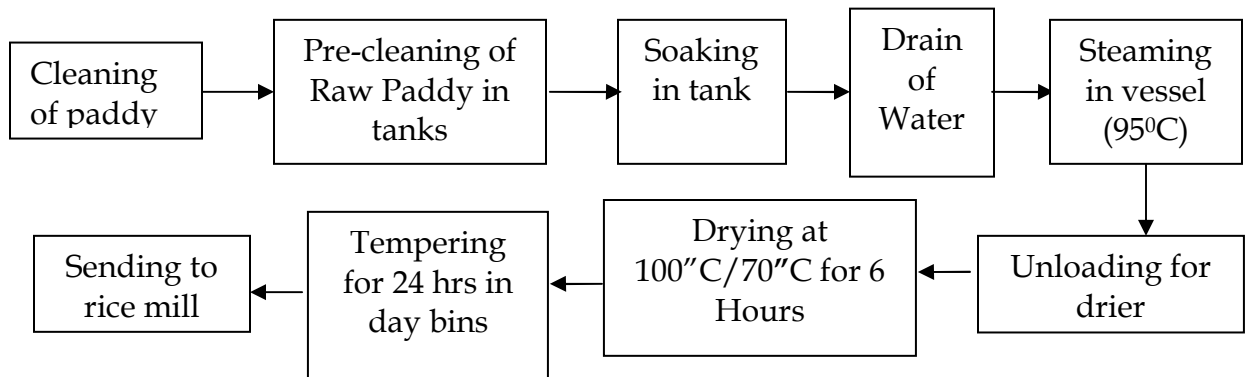 Cleaning
of paddy
Pre-cleaning of
Raw Paddy in
tanks
Soaking
in tank
Drain
of
Water
Steaming
in vessel
(95⁰C)
Unloading for
drier
Drying at
100”C/70”C for 6
Hours
Tempering
for 24 hrs in
day bins
Sending to
rice mill